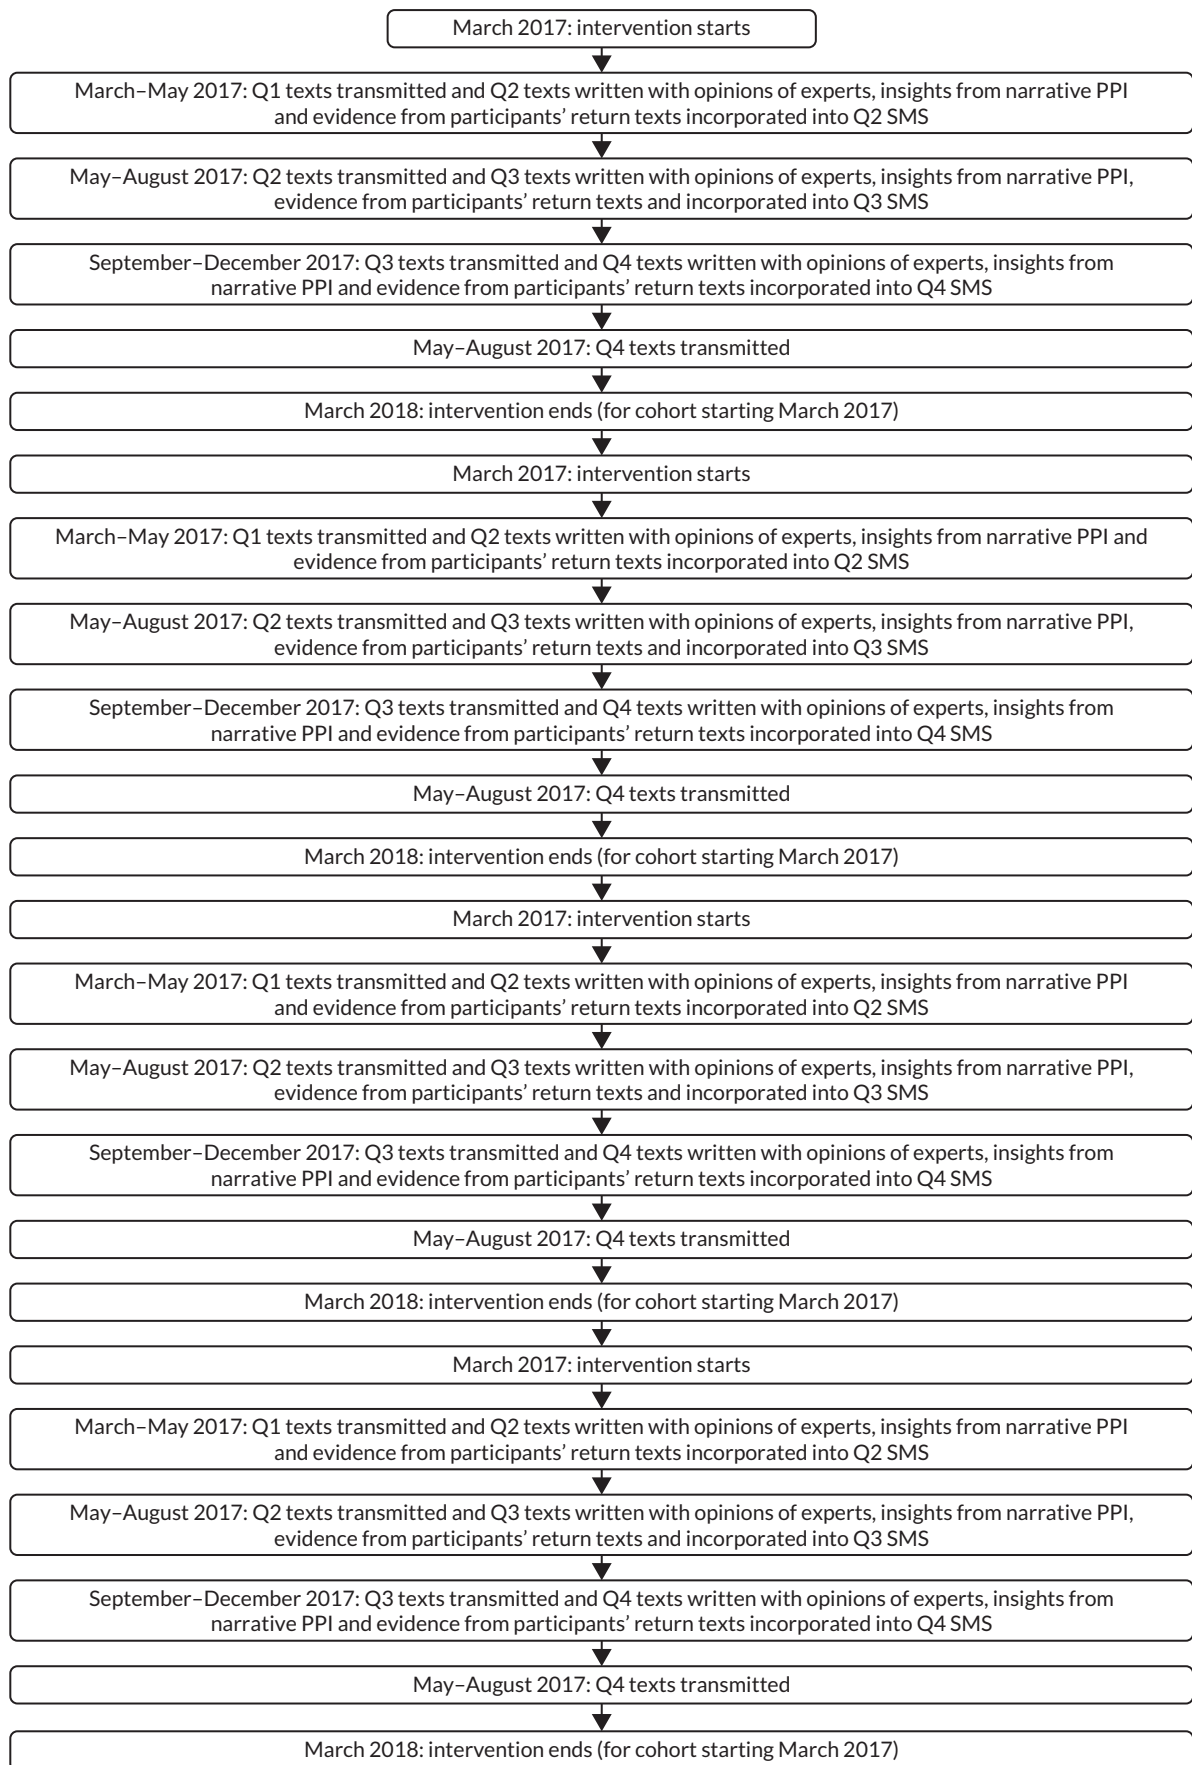 March 2017: intervention starts
March–May 2017: Q1 texts transmitted and Q2 texts written with opinions of experts, insights from narrative PPI
and evidence from participants’ return texts incorporated into Q2 SMS
May–August 2017: Q2 texts transmitted and Q3 texts written with opinions of experts, insights from narrative PPI,
evidence from participants’ return texts and incorporated into Q3 SMS
September–December 2017: Q3 texts transmitted and Q4 texts written with opinions of experts, insights from
narrative PPI and evidence from participants’ return texts incorporated into Q4 SMS
May–August 2017: Q4 texts transmitted
March 2018: intervention ends (for cohort starting March 2017)
March 2017: intervention starts
March–May 2017: Q1 texts transmitted and Q2 texts written with opinions of experts, insights from narrative PPI and
evidence from participants’ return texts incorporated into Q2 SMS
May–August 2017: Q2 texts transmitted and Q3 texts written with opinions of experts, insights from narrative PPI,
evidence from participants’ return texts and incorporated into Q3 SMS
September–December 2017: Q3 texts transmitted and Q4 texts written with opinions of experts, insights from
narrative PPI and evidence from participants’ return texts incorporated into Q4 SMS
May–August 2017: Q4 texts transmitted
March 2018: intervention ends (for cohort starting March 2017)
March 2017: intervention starts
March–May 2017: Q1 texts transmitted and Q2 texts written with opinions of experts, insights from narrative PPI
and evidence from participants’ return texts incorporated into Q2 SMS
May–August 2017: Q2 texts transmitted and Q3 texts written with opinions of experts, insights from narrative PPI,
evidence from participants’ return texts and incorporated into Q3 SMS
September–December 2017: Q3 texts transmitted and Q4 texts written with opinions of experts, insights from
narrative PPI and evidence from participants’ return texts incorporated into Q4 SMS
May–August 2017: Q4 texts transmitted
March 2018: intervention ends (for cohort starting March 2017)
March 2017: intervention starts
March–May 2017: Q1 texts transmitted and Q2 texts written with opinions of experts, insights from narrative PPI
and evidence from participants’ return texts incorporated into Q2 SMS
May–August 2017: Q2 texts transmitted and Q3 texts written with opinions of experts, insights from narrative PPI,
evidence from participants’ return texts and incorporated into Q3 SMS
September–December 2017: Q3 texts transmitted and Q4 texts written with opinions of experts, insights from
narrative PPI and evidence from participants’ return texts incorporated into Q4 SMS
May–August 2017: Q4 texts transmitted
March 2018: intervention ends (for cohort starting March 2017)